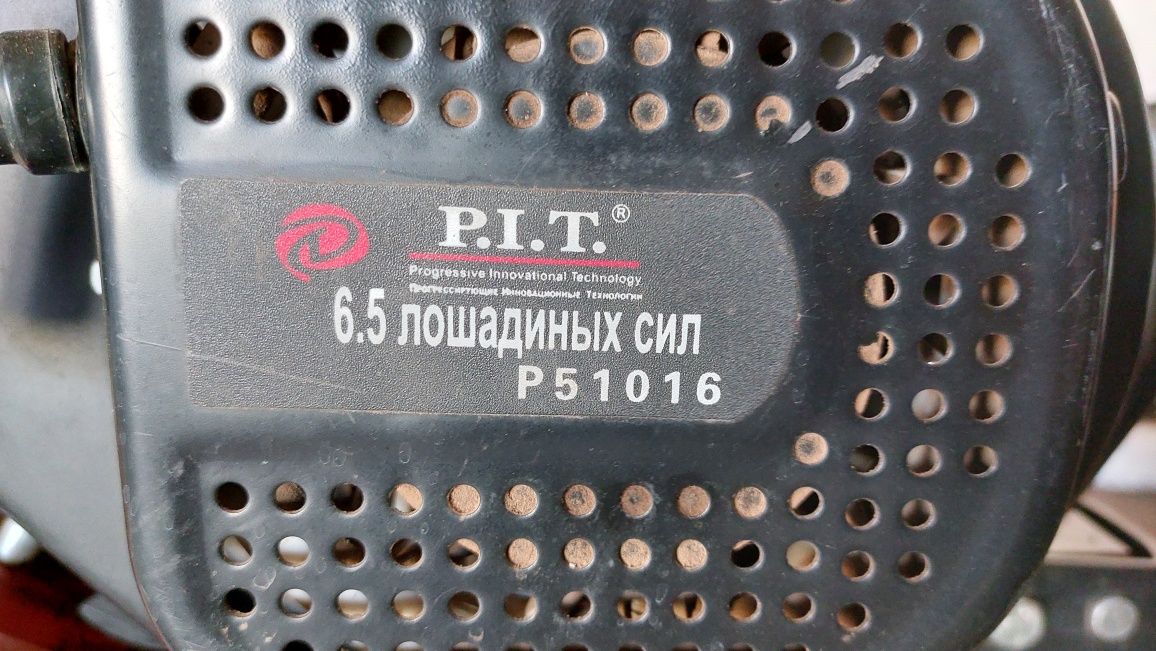 P.I.T.®
Progressive Innovational Technology
Прогрессирующие Инновационные Технологии
6.5 лошадиных сил
P51016